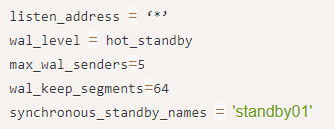 listen_address = ‘*’
wal_level = hot_standby
max_wal_senders=5
wal_keep_segments=64
synchronous_standby_names = 'standby01'